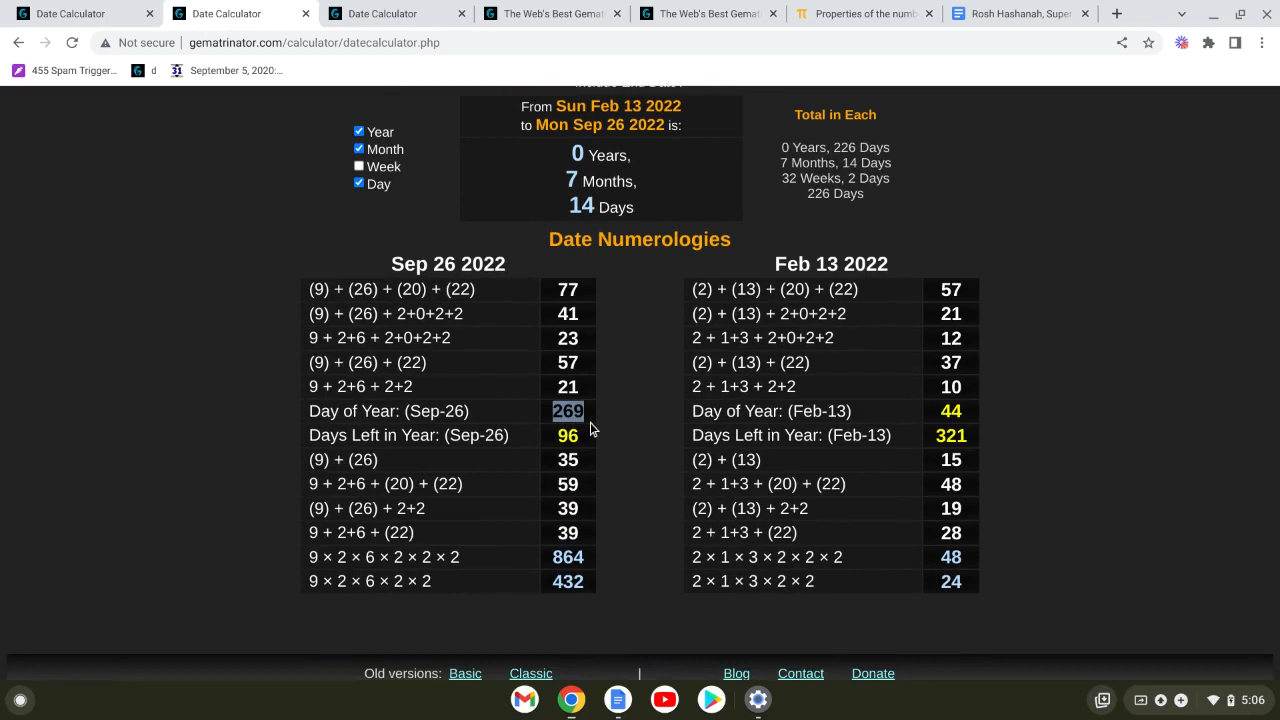 Date Calculator
Date Calculator
Date Calculator
The Web's Best Gemat
The Web's Best Gemat
Properties of the numb
Rosh Hashanah, Super
Not secure | gematrinator.com/calculator/datecalculator.php
455 Spam Trigger...
d
31 September 5, 2020:...
From Sun Feb 13 2022
to Mon Sep 26 2022 is:
Year
Month
Week
Day
0 Years,
7 Months,
14 Days
Total in Each
0 Years, 226 Days
7 Months, 14 Days
32 Weeks, 2 Days
226 Days
Date Numerologies
Sep 26 2022
(9) + (26) + (20) + (22) 77
(9) + (26) + 2+0+2+2 41
9 + 2+6 + 2+0+2+2 23
(9) + (26) + (22) 57
9 + 2+6 + 2+2 21
Day of Year: (Sep-26) 269
Days Left in Year: (Sep-26) 96
(9) + (26) 35
9 + 2+6 + (20) + (22) 59
(9) + (26) + 2+2 39
9 + 2+6 + (22) 39
9 × 2 × 6 × 2 × 2 × 2 864
9 × 2 × 6 × 2 × 2 432
Feb 13 2022
(2) + (13) + (20) + (22) 57
(2) + (13) + 2+0+2+2 21
2 + 1+3 + 2+0+2+2 12
(2) + (13) + (22) 37
2 + 1+3 + 2+2 10
Day of Year: (Feb-13) 44
Days Left in Year: (Feb-13) 321
(2) + (13) 15
2 + 1+3 + (20) + (22) 48
(2) + (13) + 2+2 19
2 + 1+3 + (22) 28
2 × 1 × 3 × 2 × 2 × 2 48
2 × 1 × 3 × 2 × 2 24
Old versions: Basic Classic | Blog Contact Donate
5:06